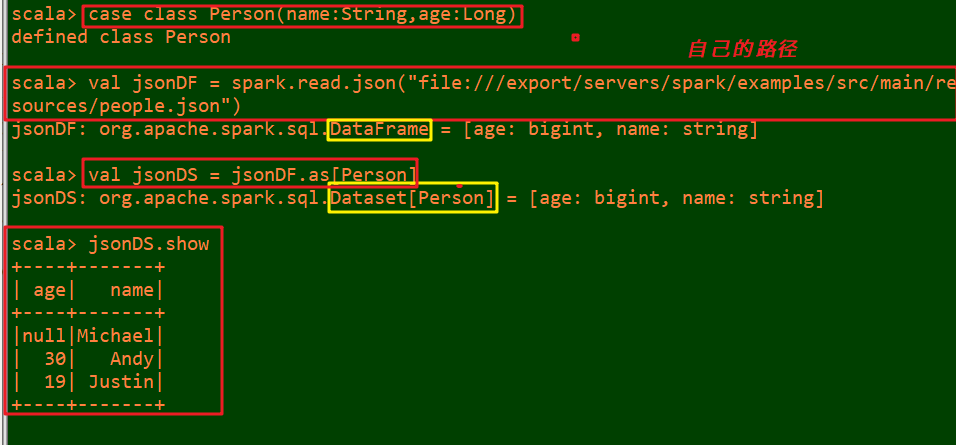 scala> case class Person(name:String,age:Long)
defined class Person
自己的路径
scala> val jsonDF = spark.read.json("file:///export/servers/spark/examples/src/main/re
sources/people.json")
jsonDF: org.apache.spark.sql.DataFrame = [age: bigint, name: string]
scala> val jsonDS = jsonDF.as[Person]
jsonDS: org.apache.spark.sql.Dataset[Person] = [age: bigint, name: string]
scala> jsonDS.show
+----+-------+
| age|   name|
+----+-------+
|null|Michael|
|  30|   Andy|
|  19| Justin|
+----+-------+